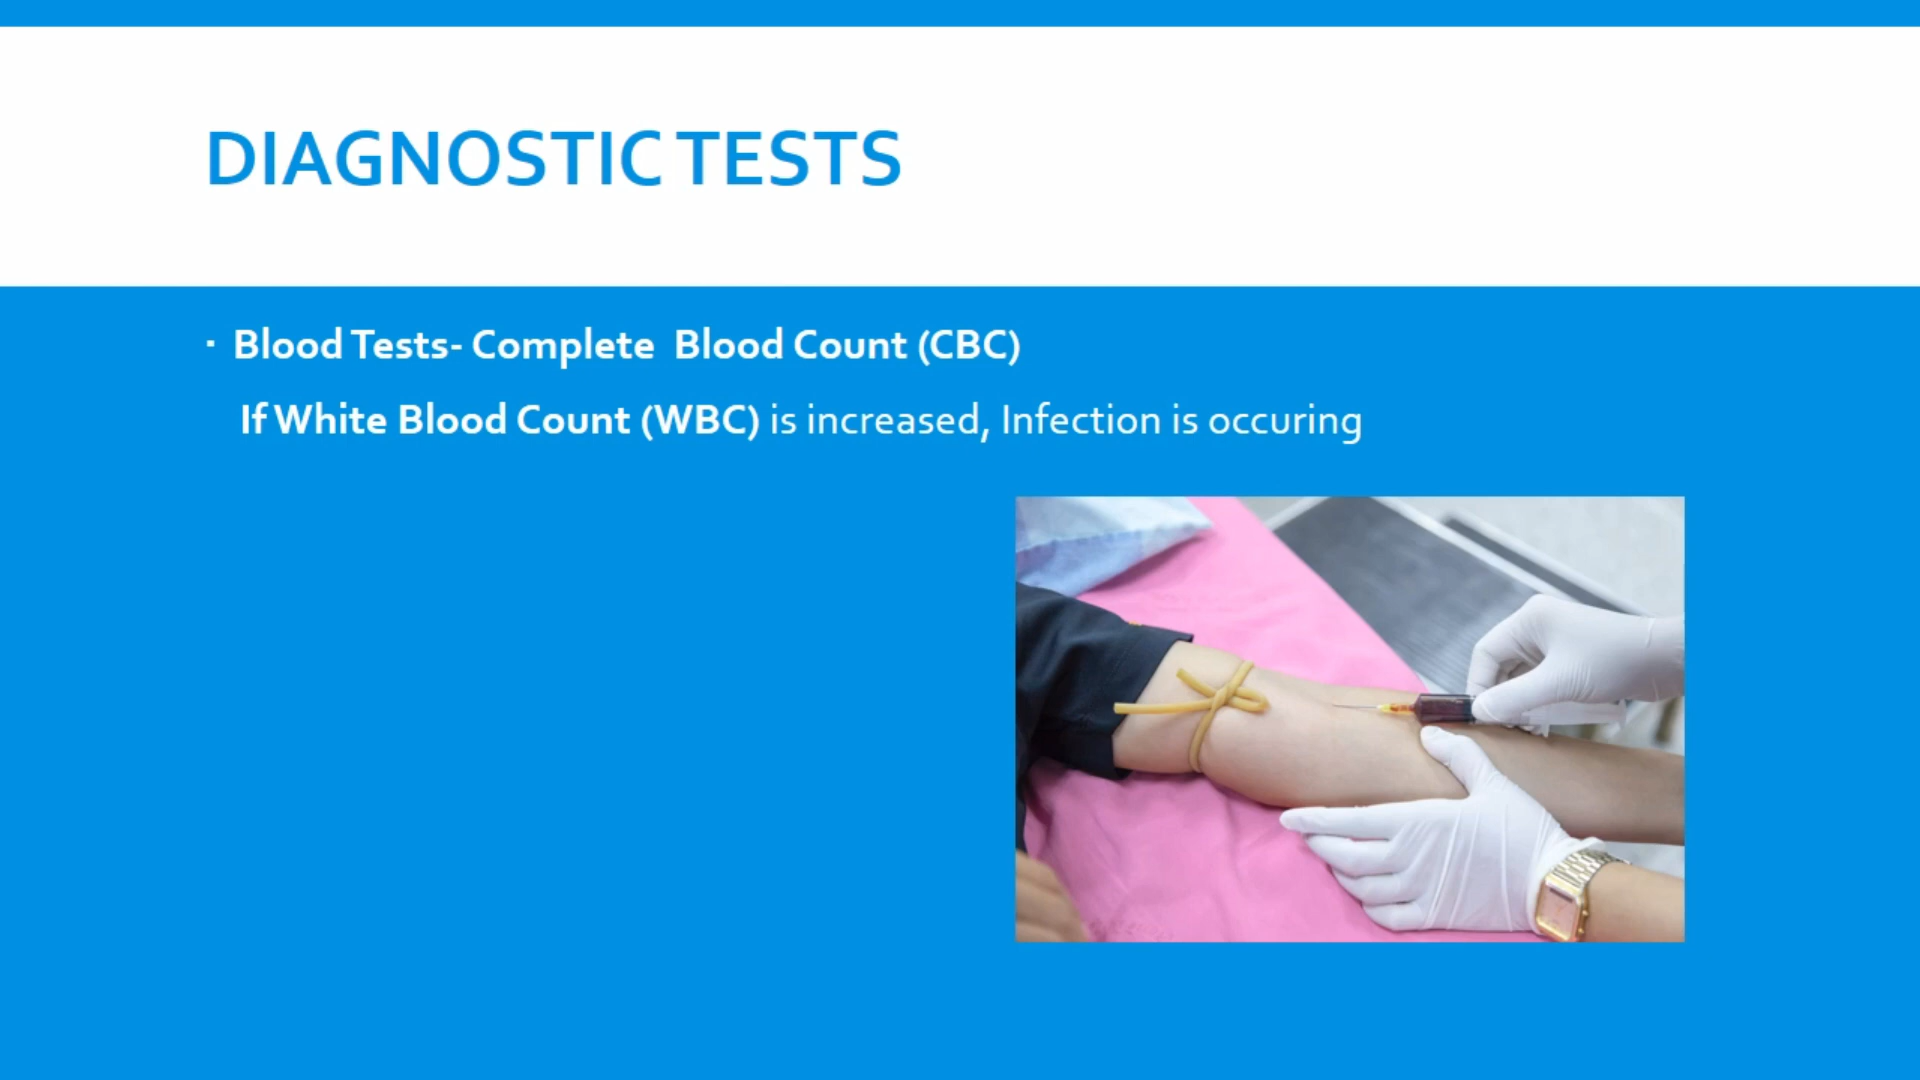 DIAGNOSTIC TESTS
▪ Blood Tests- Complete  Blood Count (CBC)
If White Blood Count (WBC) is increased, Infection is occuring